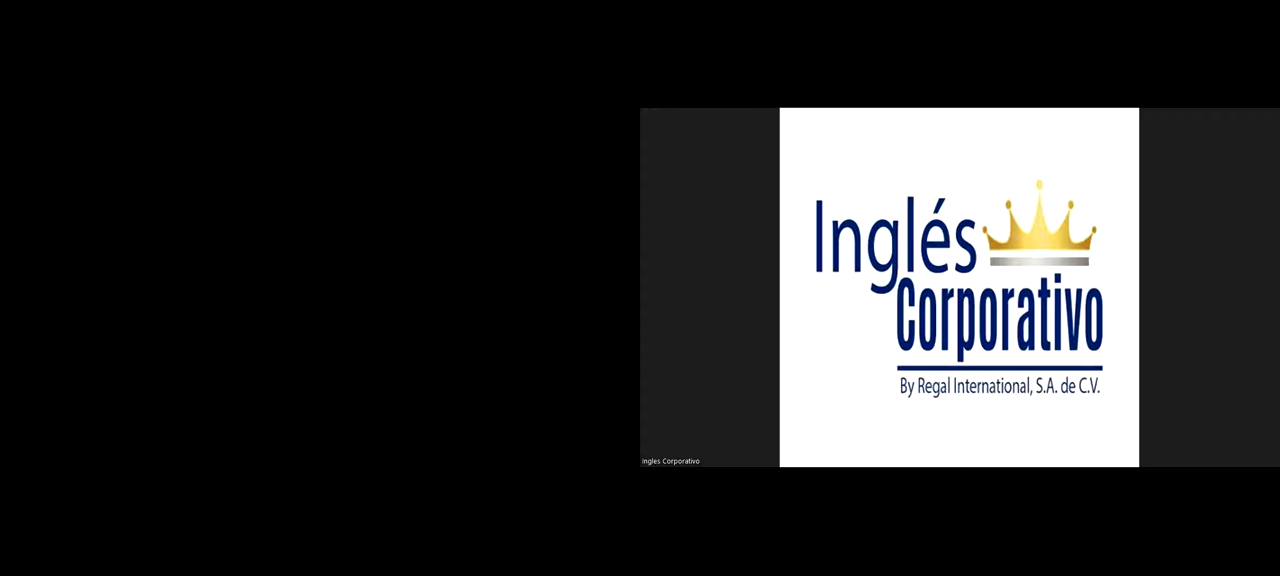 Inglés
Corporativo
By Regal International, S.A. de C.V.
Ingles Corporativo